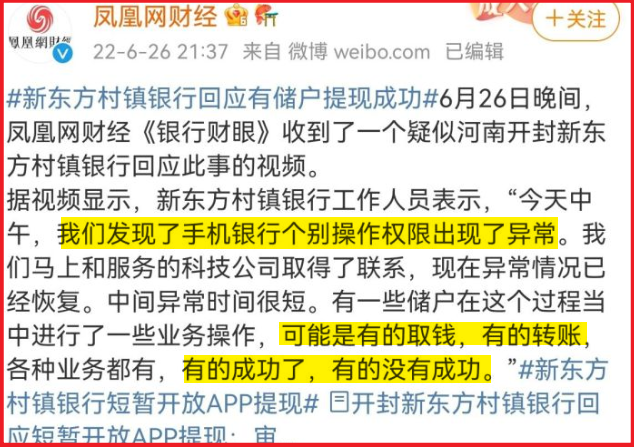 凤凰网财经
+关注
鳳凰網財經
22-6-26 21:37 来自 微博 weibo.com 已编辑
#新东方村镇银行回应有储户提现成功#6月26日晚间，
凤凰网财经《银行财眼》收到了一个疑似河南开封新东
方村镇银行回应此事的视频。
据视频显示，新东方村镇银行工作人员表示，“今天中
午，我们发现了手机银行个别操作权限出现了异常。我
们马上和服务的科技公司取得了联系，现在异常情况已
经恢复。中间异常时间很短。有一些储户在这个过程当
中进行了一些业务操作，可能是有的取钱，有的转账，
各种业务都有，有的成功了，有的没有成功。”#新东方
村镇银行短暂开放APP提现# 开封新东方村镇银行回
应短暂开放APP提现：审